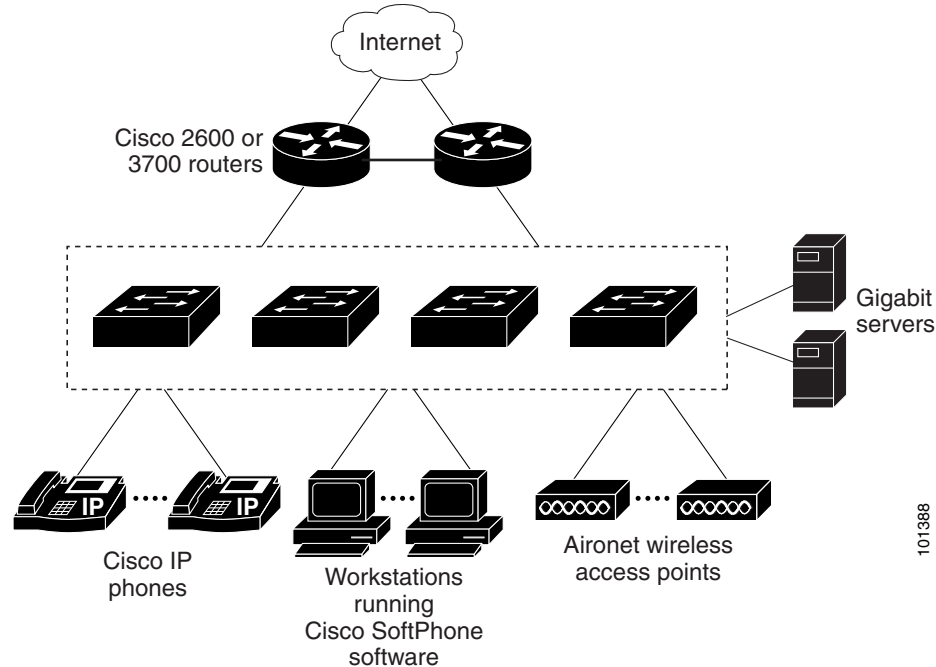 Internet
Cisco 2600 or
3700 routers
Gigabit
servers
IP
IP
Cisco IP
phones
Workstations
running
Cisco SoftPhone
software
Aironet wireless
access points
101388